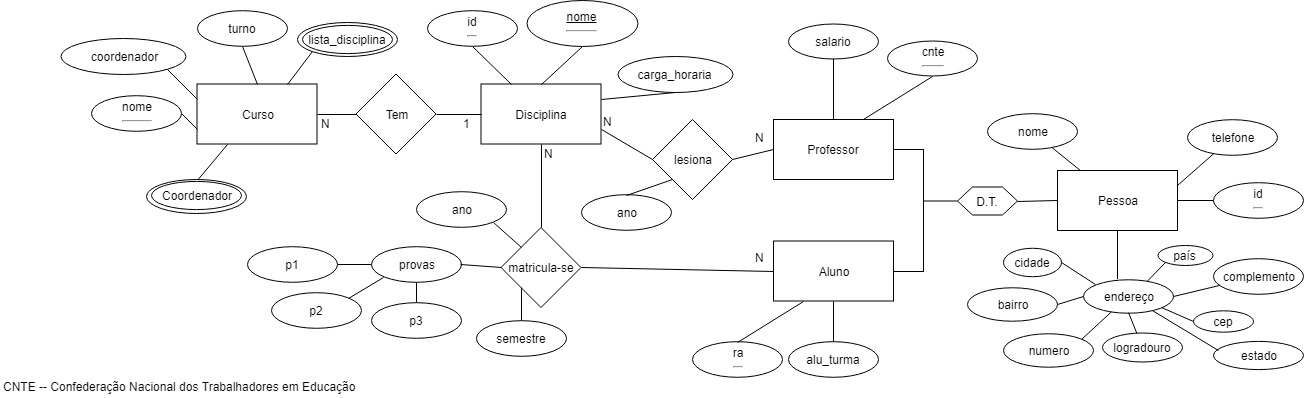 turno
lista_disciplina
coordenador
nome
Curso
Coordenador
N
Tem
1
id
nome
carga_horaria
Disciplina
N
N
lesiona
ano
N
salario
cnte
Professor
D.T.
nome
telefone
id
Pessoa
ano
matricula-se
provas
p1
p2
p3
semestre
N
Aluno
ra
alu_turma
endereço
cidade
país
complemento
bairro
cep
numero
logradouro
estado
CNTE -- Confederação Nacional dos Trabalhadores em Educação